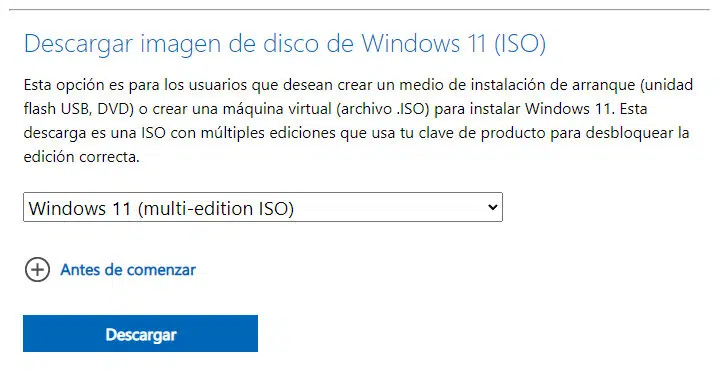 Descargar imagen de disco de Windows 11 (ISO)
Esta opción es para los usuarios que desean crear un medio de instalación de arranque (unidad
flash USB, DVD) o crear una máquina virtual (archivo .ISO) para instalar Windows 11. Esta
descarga es una ISO con múltiples ediciones que usa tu clave de producto para desbloquear la
edición correcta.
Windows 11 (multi-edition ISO)
Antes de comenzar
Descargar